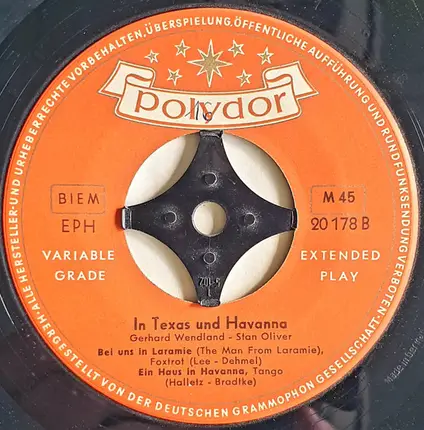 ·ALLE HERSTELLER- UND URHEBERRECHTE VORBEHALTEN, ÜBERSPIELUNG, ÖFFENTLICHE AUFFÜHRUNG UND RUNDFUNKSENDUNG VERBOTEN·
Polydor
BIEM
EPH
M 45
20 178 B
VARIABLE
GRADE
EXTENDED
PLAY
In Texas und Havanna
Gerhard Wendland - Stan Oliver
Bei uns in Laramie (The Man From Laramie),
Foxtrot (Lee - Dehmel)
Ein Haus in Havanna, Tango
(Halletz - Bradtke)
HERGESTELLT VON DER DEUTSCHEN GRAMMOPHON GESELLSCHAFT